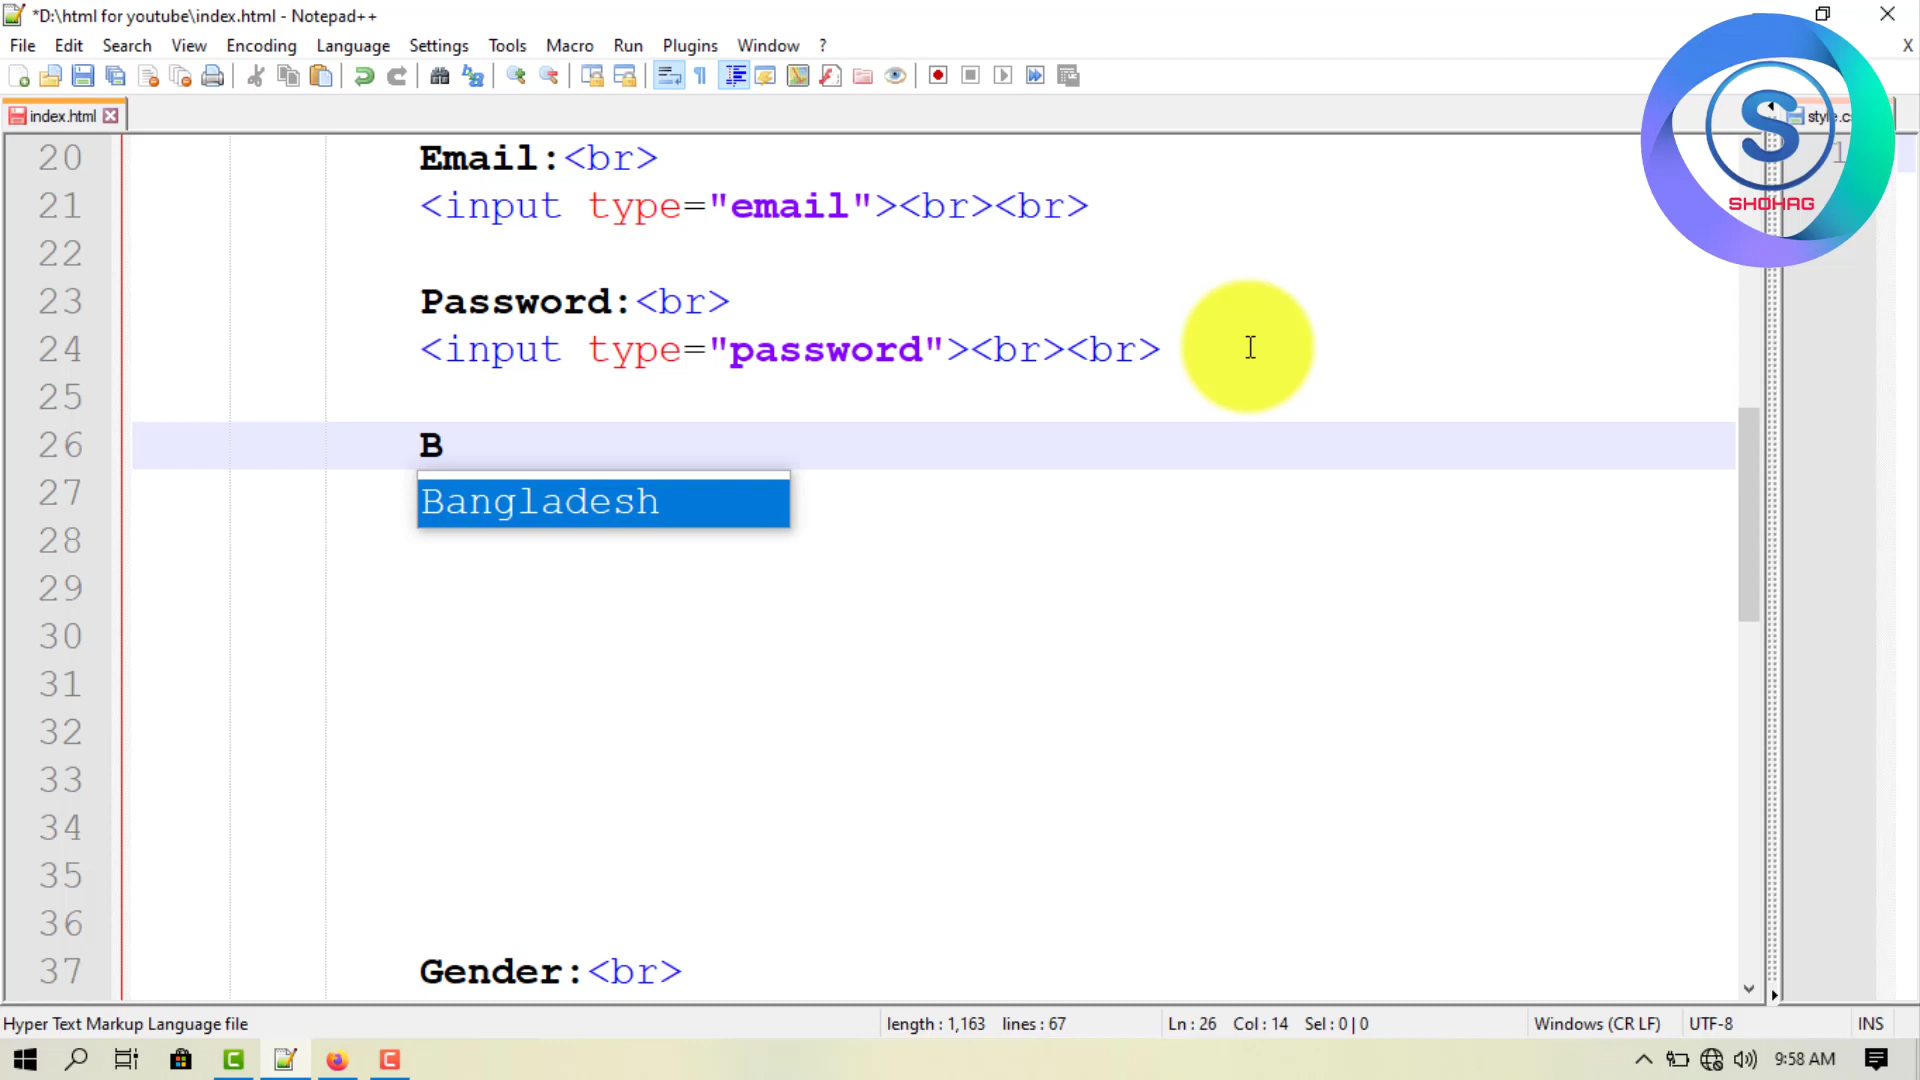 *D:\html for youtube\index.html - Notepad++
File Edit Search View Encoding Language Settings Tools Macro Run Plugins Window ? X
index.html
style.c
S
SHOHAG
20 Email:<br>
21 <input type="email"><br><br>
22
23 Password:<br>
24 <input type="password"><br><br>
25
26 B
Bangladesh
27
28
29
30
31
32
33
34
35
36
37 Gender:<br>
1
Hyper Text Markup Language file length : 1,163 lines : 67 Ln : 26 Col : 14 Sel : 0 | 0 Windows (CR LF) UTF-8 INS
9:58 AM